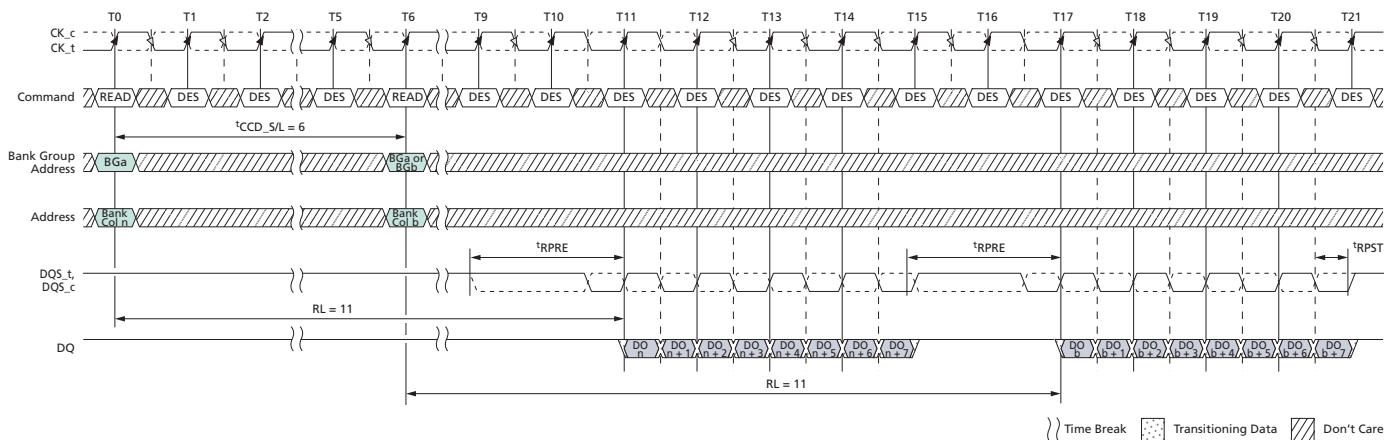 T0 T1 T2 T5 T6 T9 T10 T11 T12 T13 T14 T15 T16 T17 T18 T19 T20 T21
CK_c
CK_t
Command READ DES DES DES READ DES DES DES DES DES DES DES DES DES DES DES DES DES
tCCD_S/L = 6
Bank Group
Address
BGa
BGa or
BGb
Address
Bank
Col n
Bank
Col b
tRPRE tRPRE tRPST
DQS_t,
DQS_c
RL = 11
DQ
DO
n
DO
n + 1
DO
n + 2
DO
n + 3
DO
n + 4
DO
n + 5
DO
n + 6
DO
n + 7
DO
b
DO
b + 1
DO
b + 2
DO
b + 3
DO
b + 4
DO
b + 5
DO
b + 6
DO
b + 7
RL = 11
Time Break Transitioning Data Don't Care